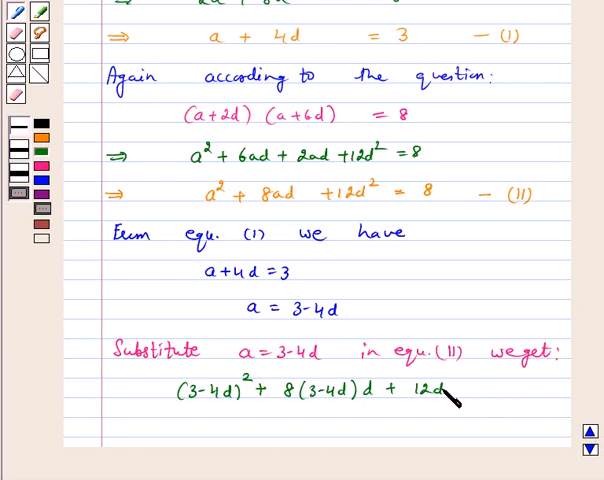 ⇒ a + 4d = 3 — (I)
Again according to the question:
(a+2d) (a+6d) = 8
⇒ a² + 6ad + 2ad + 12d² = 8
⇒ a² + 8ad + 12d² = 8 — (II)
From equ. (I) we have
a+4d = 3
a = 3-4d
Substitute a = 3-4d in equ. (II) we get:
(3-4d)² + 8(3-4d)d + 12d